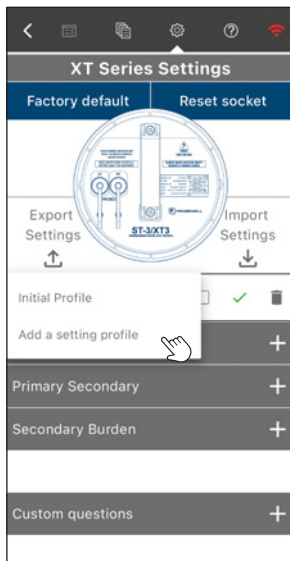 XT Series Settings
Factory default
Reset socket
PROBES
Export
Settings
ST-3/XT3
Import
Settings
Initial Profile
Add a setting profile
Primary Secondary
Secondary Burden
Custom questions